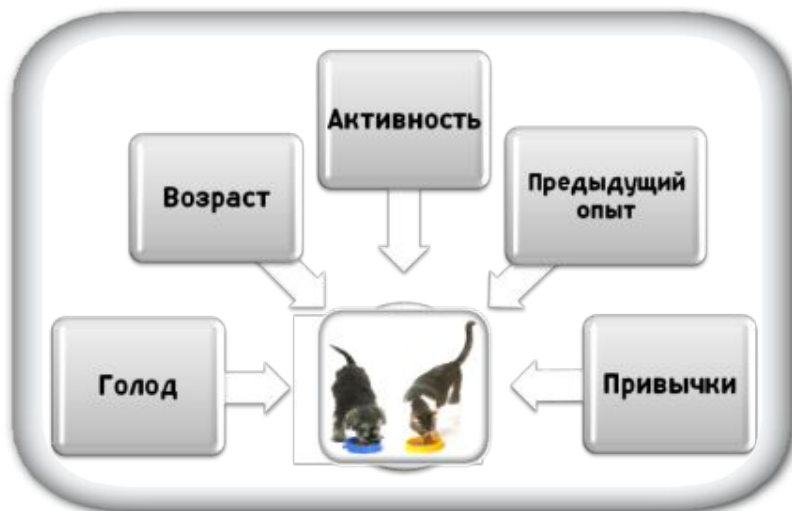 Активность
Возраст
Предыдущий
опыт
Голод
Привычки